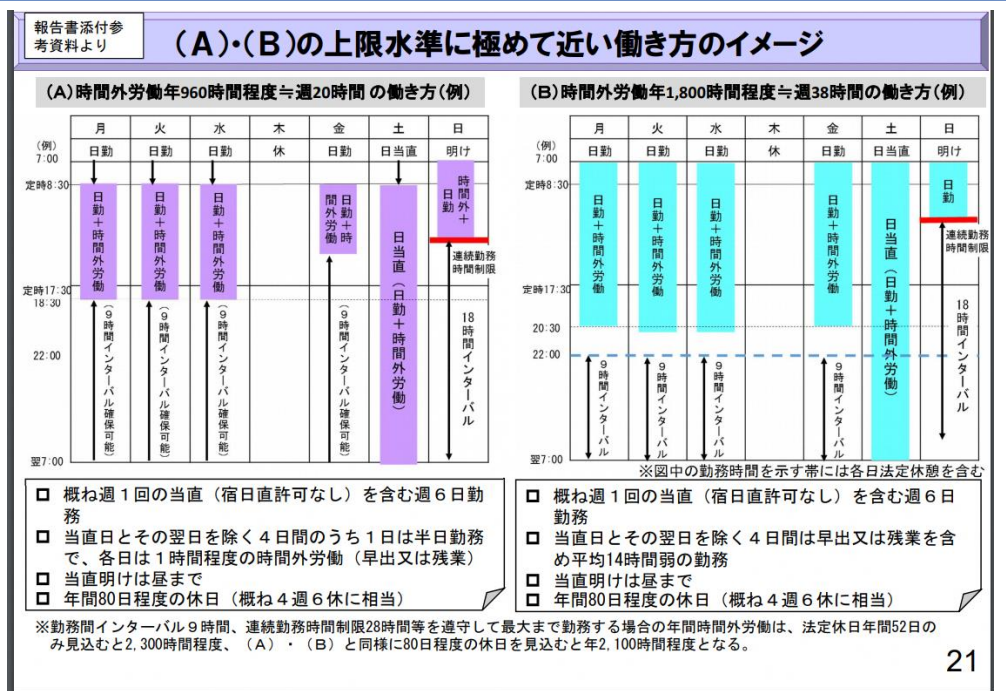 報告書添付参
考資料より
（A）・（B）の上限水準に極めて近い働き方のイメージ
（A）時間外労働年960時間程度≒週20時間 の働き方（例）
月 火 水 木 金 土 日
（例） 日勤 日勤 日勤 休 日勤 日当直 明け
7:00
定時8:30
日勤＋時間外労働
日勤＋時間外労働
日勤＋時間外労働
日勤＋時間外労働
日当直（日勤＋時間外労働）
時間外＋日勤
連続勤務
時間制限
定時17:30
18:30
22:00
翌7:00
（９時間インターバル確保可能）
（９時間インターバル確保可能）
（９時間インターバル確保可能）
（９時間インターバル確保可能）
18時間インターバル
概ね週１回の当直（宿日直許可なし）を含む週６日勤
務
当直日とその翌日を除く４日間のうち１日は半日勤務
で、各日は１時間程度の時間外労働（早出又は残業）
当直明けは昼まで
年間80日程度の休日（概ね４週６休に相当）
（B）時間外労働年1,800時間程度≒週38時間の働き方（例）
月 火 水 木 金 土 日
（例） 日勤 日勤 日勤 休 日勤 日当直 明け
7:00
定時8:30
日勤＋時間外労働
日勤＋時間外労働
日勤＋時間外労働
日勤＋時間外労働
日当直（日勤＋時間外労働）
日勤
連続勤務
時間制限
定時17:30
20:30
22:00
翌7:00
９時間インターバル
９時間インターバル
９時間インターバル
９時間インターバル
18時間インターバル
※図中の勤務時間を示す帯には各日法定休憩を含む
概ね週１回の当直（宿日直許可なし）を含む週６日
勤務
当直日とその翌日を除く４日間は早出又は残業を含
め平均14時間弱の勤務
当直明けは昼まで
年間80日程度の休日（概ね４週６休に相当）
※勤務間インターバル９時間、連続勤務時間制限28時間等を遵守して最大まで勤務する場合の年間時間外労働は、法定休日年間52日の
み見込むと2,300時間程度、（A）・（B）と同様に80日程度の休日を見込むと年2,100時間程度となる。
21